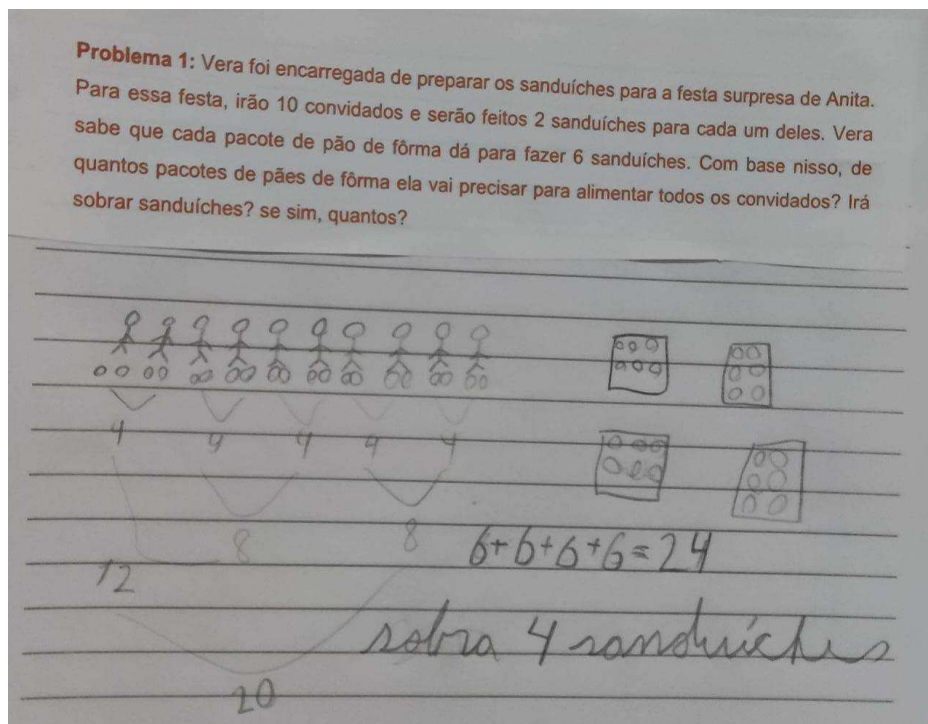 Problema 1: Vera foi encarregada de preparar os sanduíches para a festa surpresa de Anita.
Para essa festa, irão 10 convidados e serão feitos 2 sanduíches para cada um deles. Vera
sabe que cada pacote de pão de fôrma dá para fazer 6 sanduíches. Com base nisso, de
quantos pacotes de pães de fôrma ela vai precisar para alimentar todos os convidados? Irá
sobrar sanduíches? se sim, quantos?
4 4 4 4 4
8 8
6+6+6+6=24
12
sobra 4 sanduíches
20